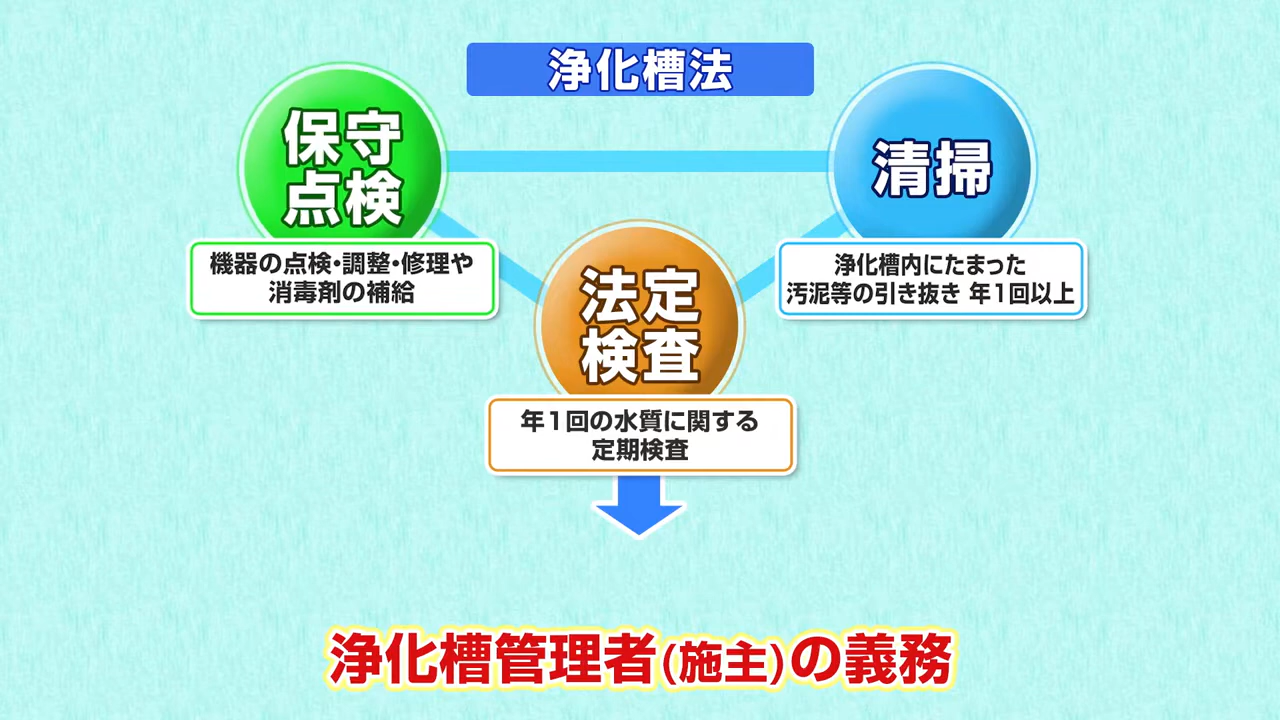 浄化槽法
保守
点検
機器の点検・調整・修理や
消毒剤の補給
清掃
浄化槽内にたまった
汚泥等の引き抜き 年1回以上
法定
検査
年1回の水質に関する
定期検査
浄化槽管理者(施主)の義務